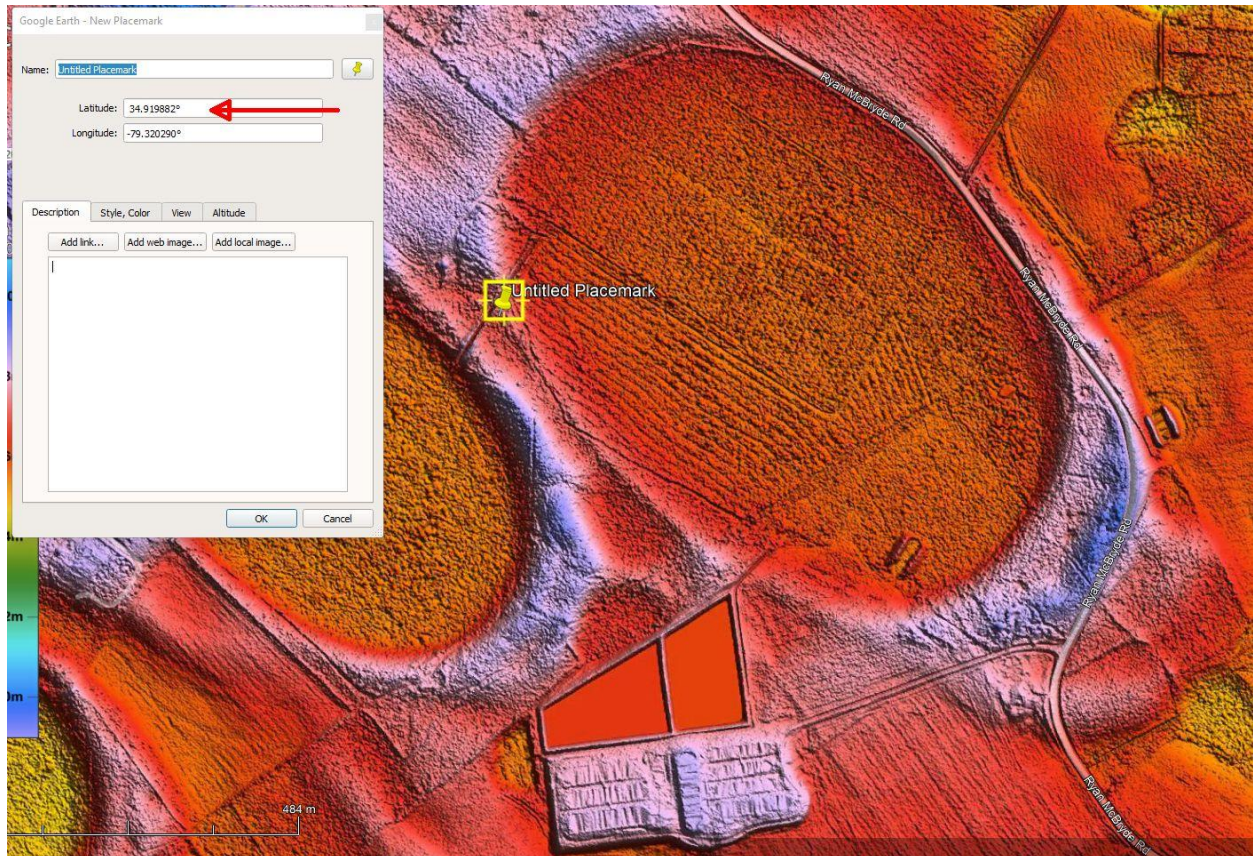 Google Earth - New Placemark
Name: Untitled Placemark
Latitude: 34.919882°
Longitude: -79.320290°
Description Style, Color View Altitude
Add link... Add web image... Add local image...
OK Cancel
Untitled Placemark
Ryan McBryde Rd
Ryan McBryde Rd
Ryan McBryde Rd
Ryan McBryde Rd
2m
484 m